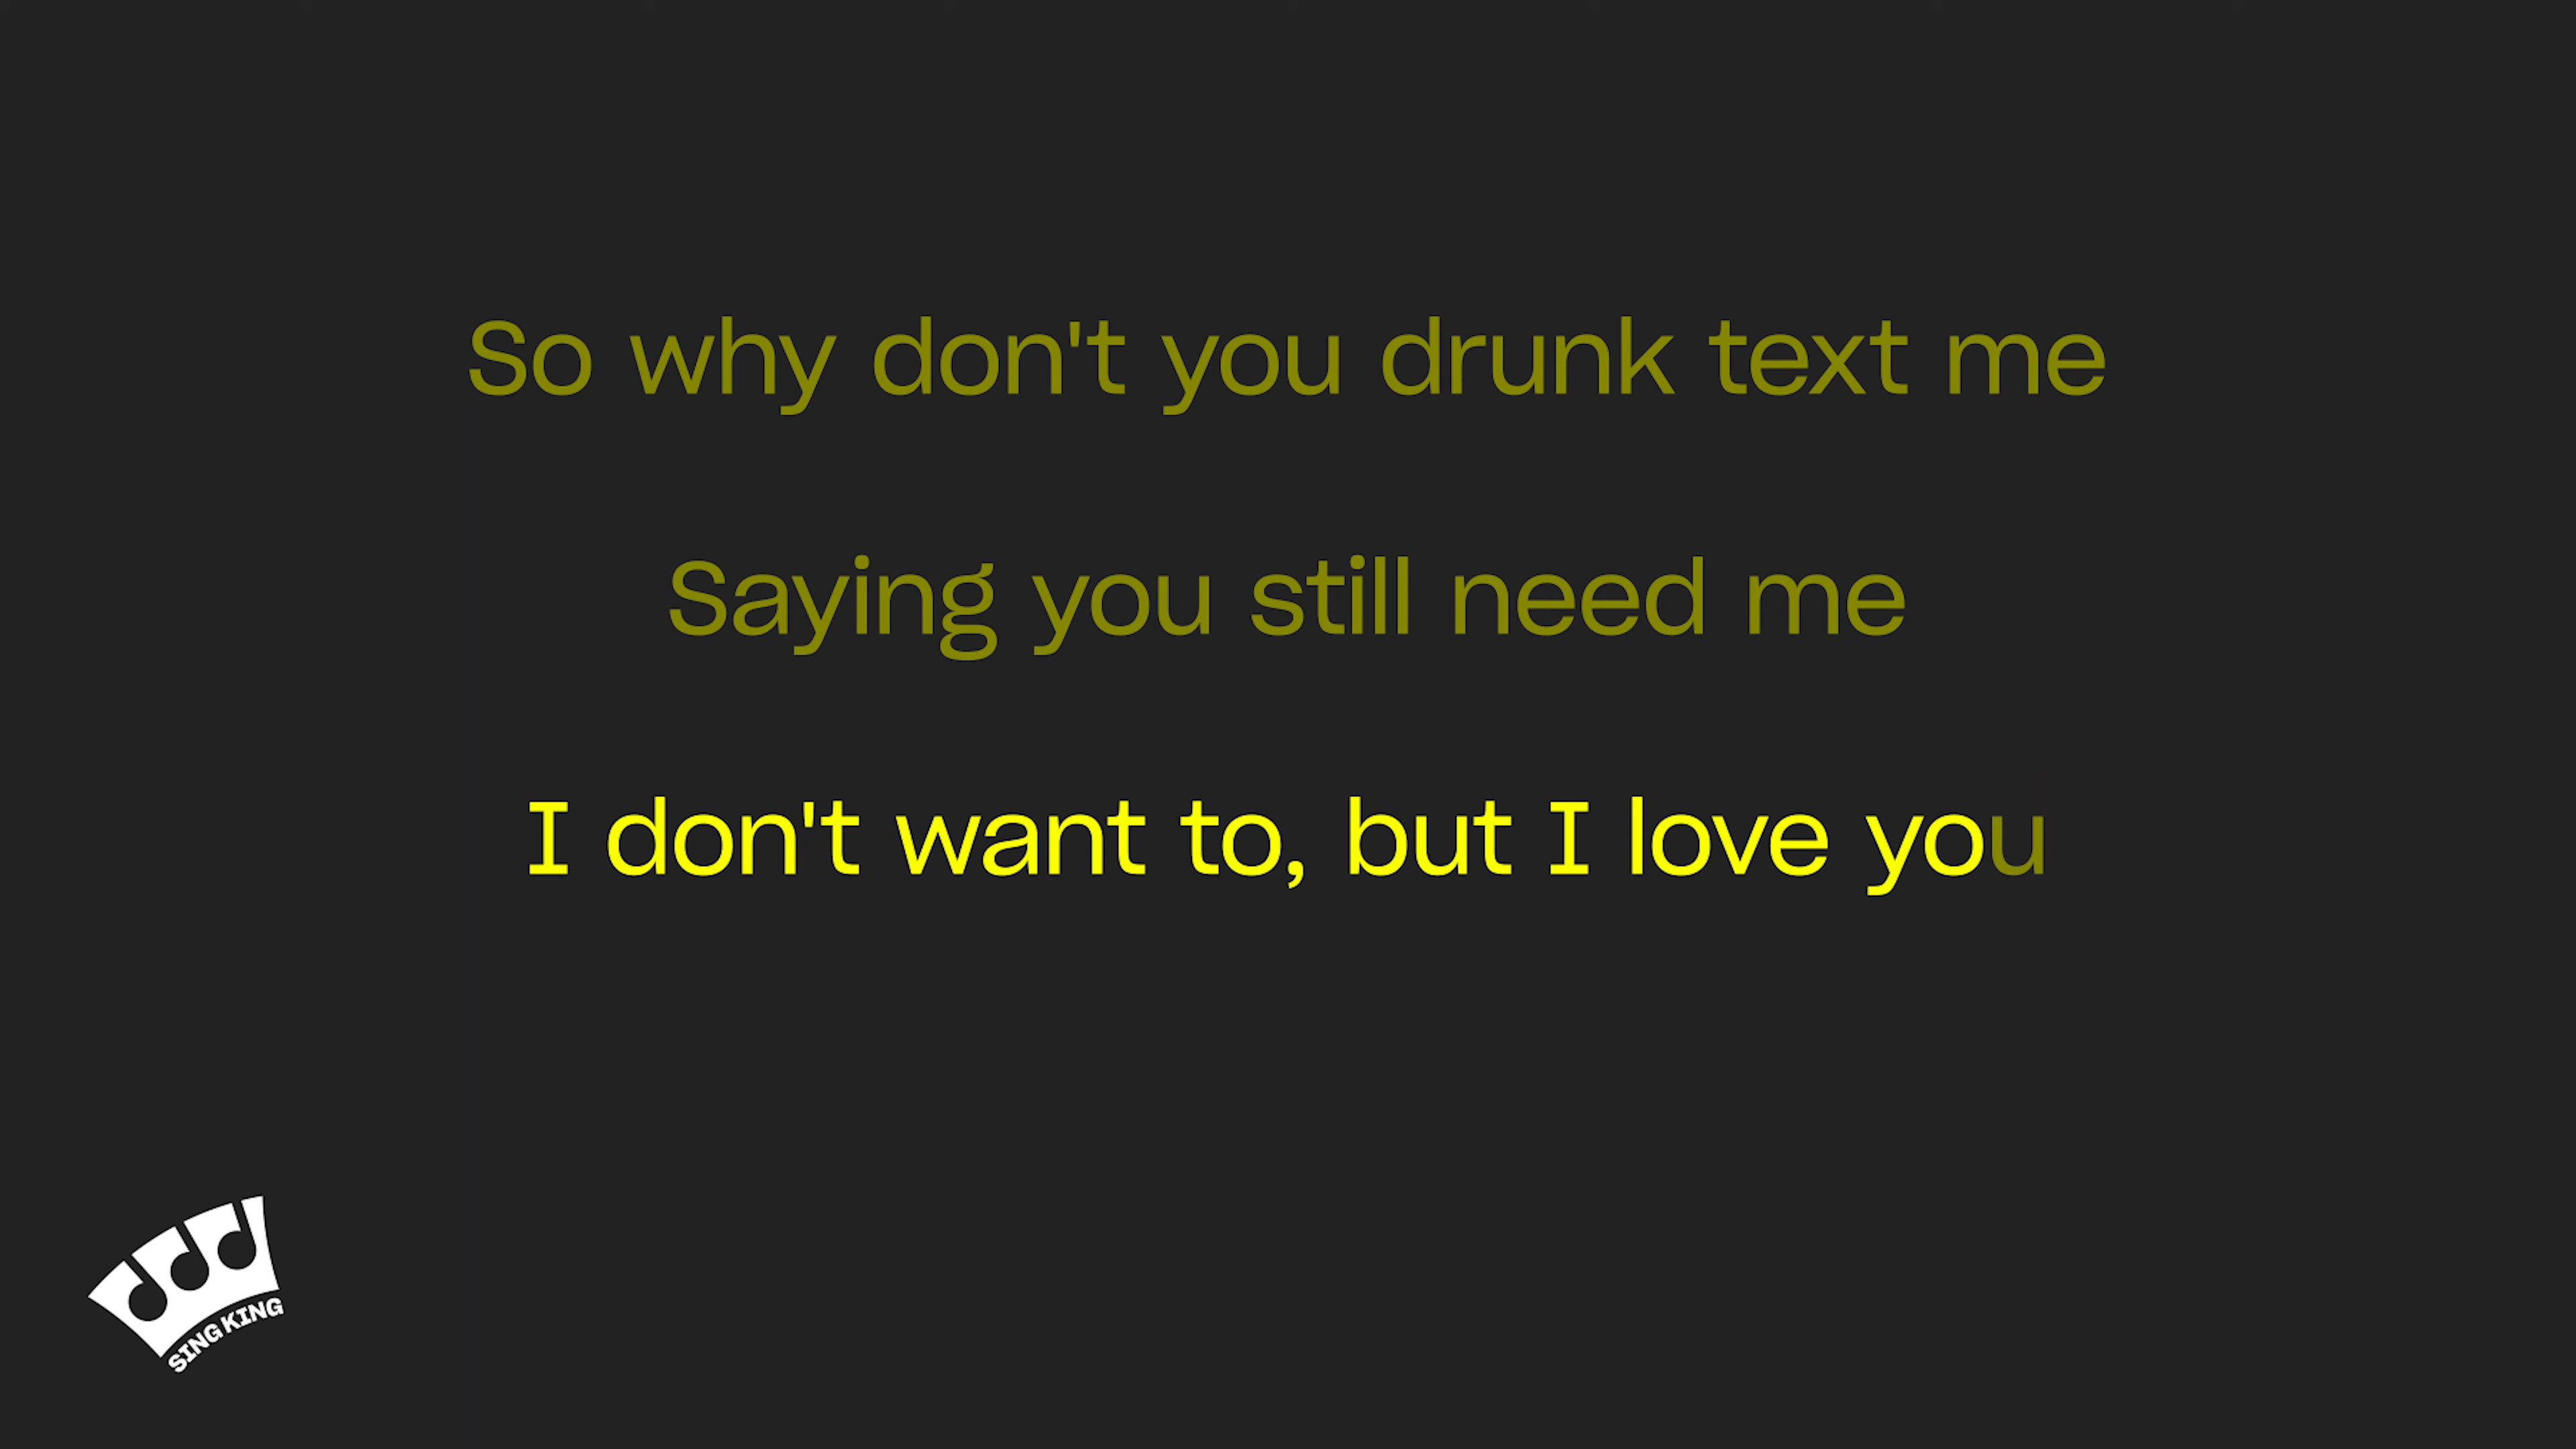 So why don't you drunk text me
Saying you still need me
I don't want to, but I love you
SING KING